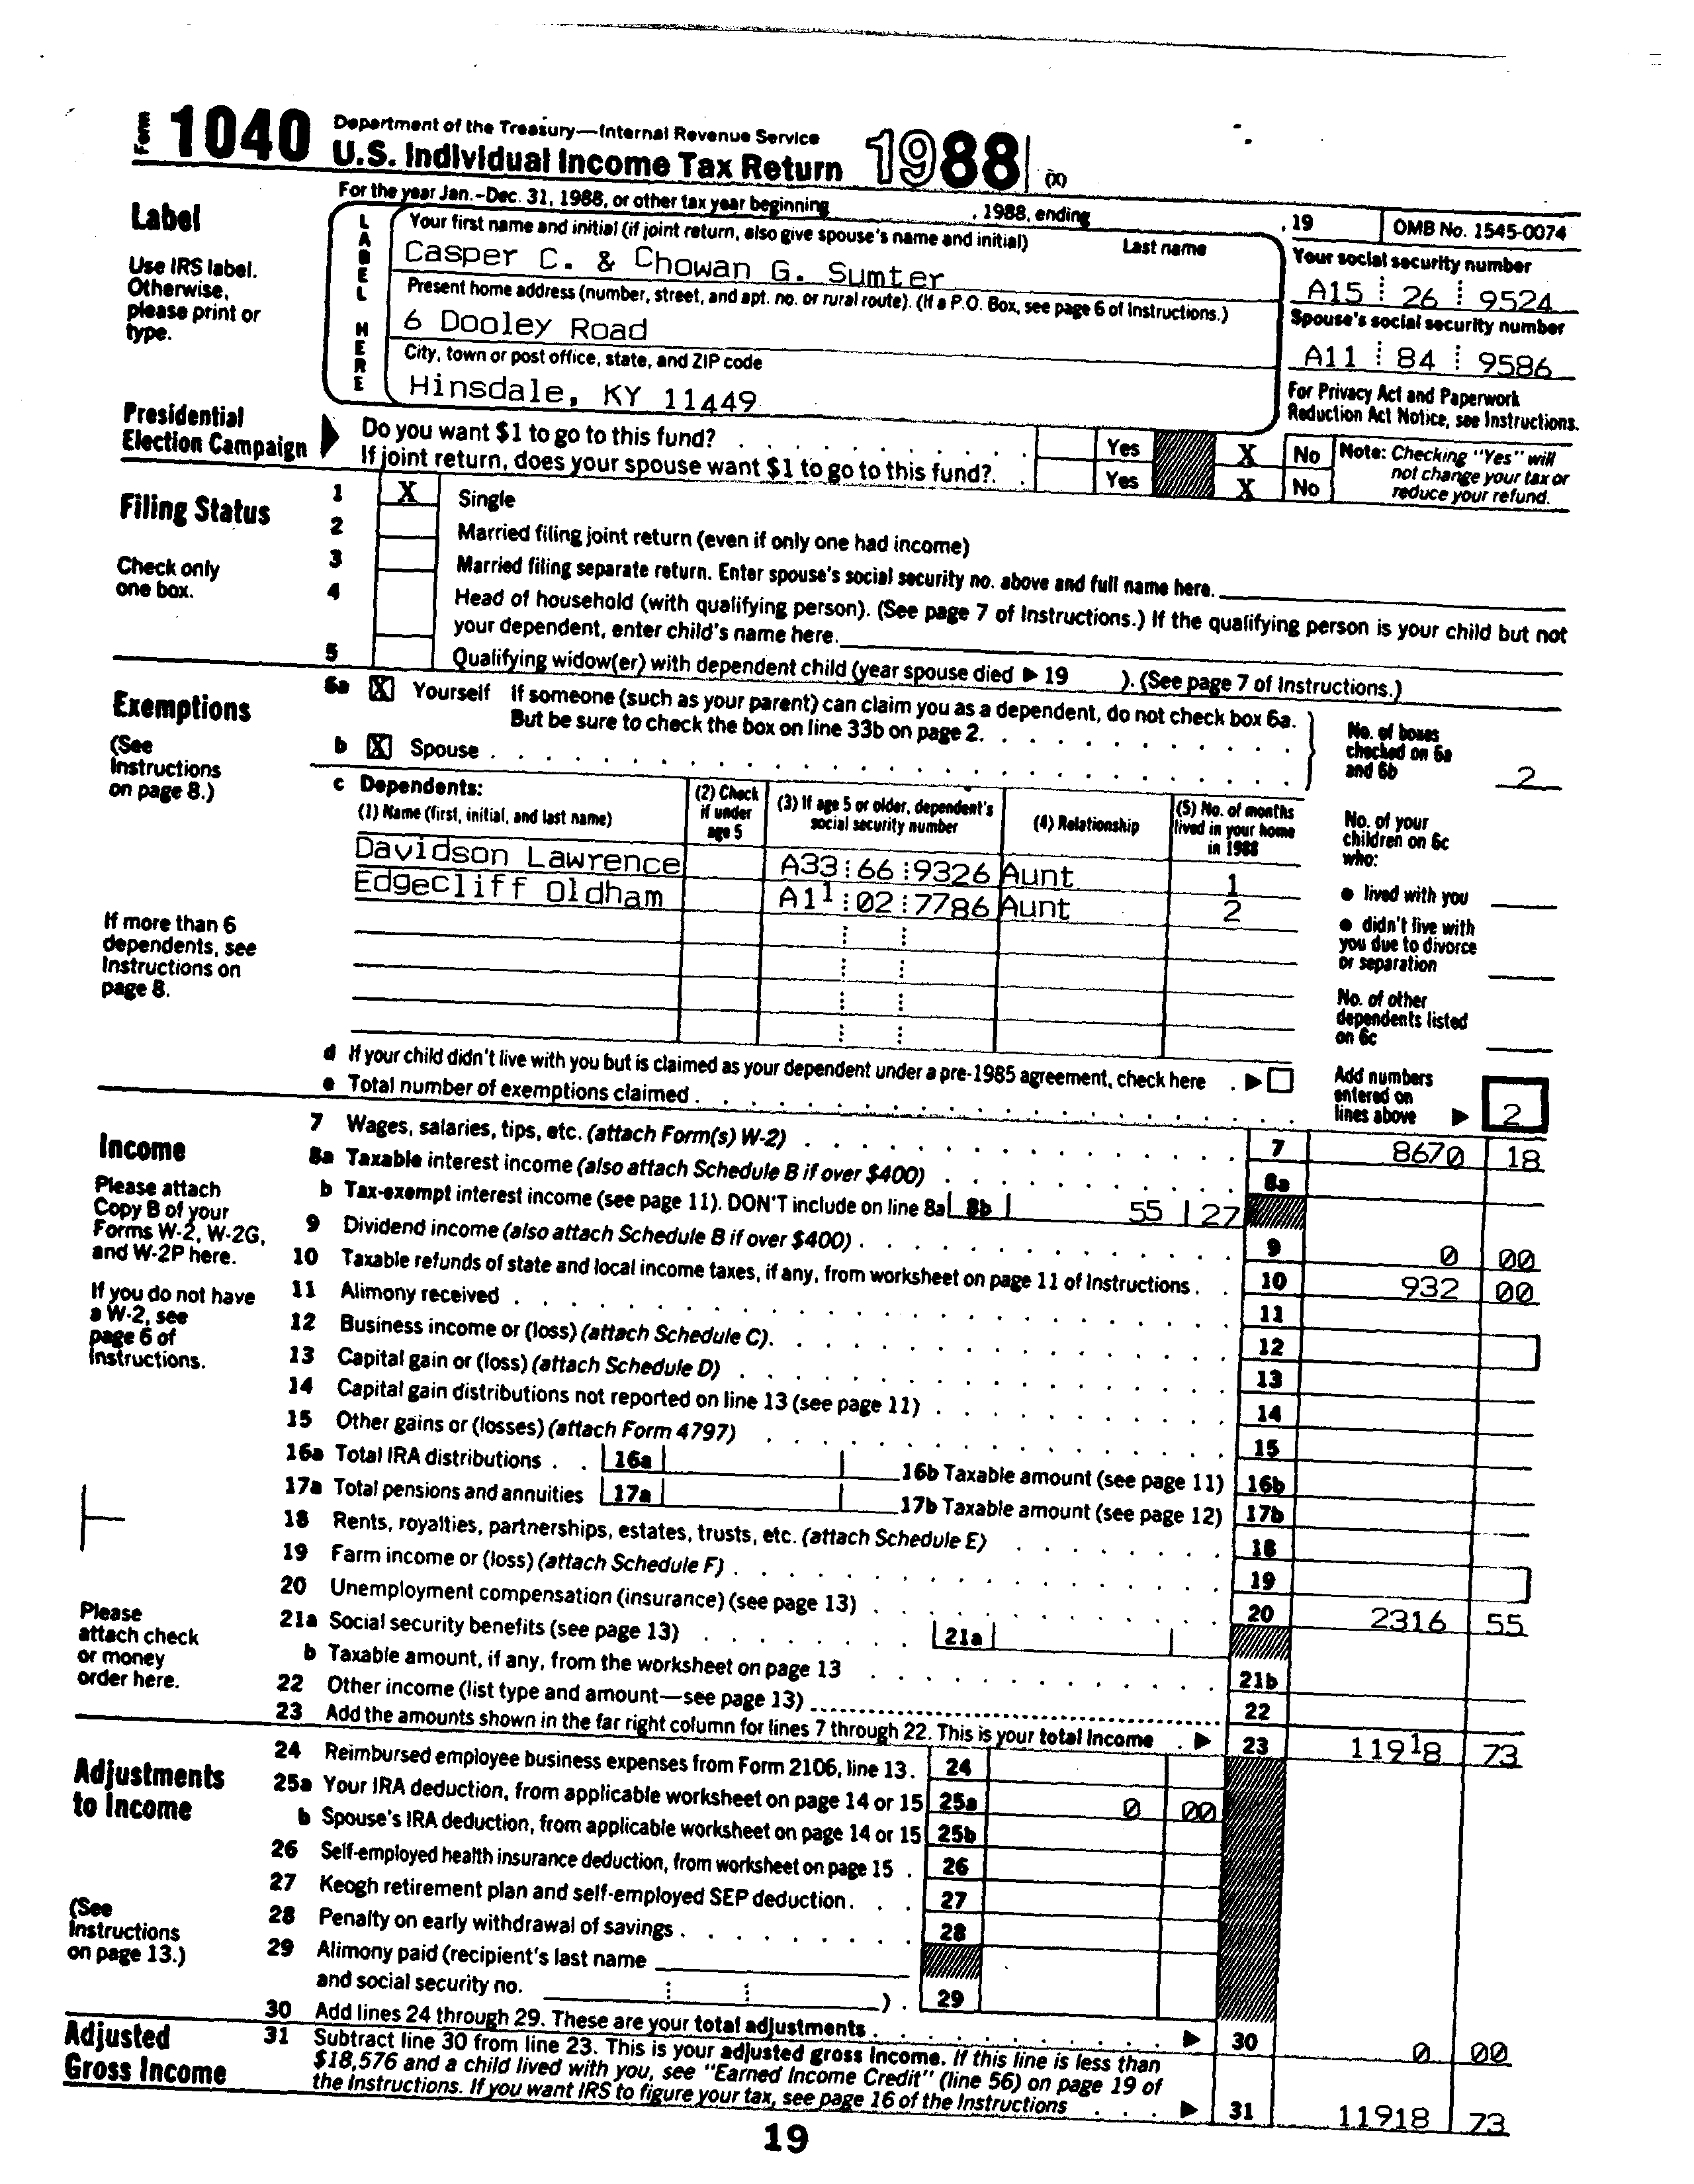 Form 1040 Department of the Treasury—Internal Revenue Service
U.S. Individual Income Tax Return 1988 (X)
For the year Jan.-Dec. 31, 1988, or other tax year beginning , 1988, ending , 19 OMB No. 1545-0074
Label
Use IRS label.
Otherwise,
please print or
type.
LABEL HERE
Your first name and initial (if joint return, also give spouse's name and initial) Last name
Casper C. & Chowan G. Sumter
Present home address (number, street, and apt. no. or rural route). (If a P.O. Box, see page 6 of Instructions.)
6 Dooley Road
City, town or post office, state, and ZIP code
Hinsdale, KY 11449
Your social security number
A15 26 9524
Spouse's social security number
A11 84 9586
For Privacy Act and Paperwork
Reduction Act Notice, see Instructions.
Presidential
Election Campaign
Do you want $1 to go to this fund? Yes X No
If joint return, does your spouse want $1 to go to this fund?. Yes X No
Note: Checking "Yes" will
not change your tax or
reduce your refund.
Filing Status
Check only
one box.
1 X Single
2 Married filing joint return (even if only one had income)
3 Married filing separate return. Enter spouse's social security no. above and full name here.
4 Head of household (with qualifying person). (See page 7 of Instructions.) If the qualifying person is your child but not
your dependent, enter child's name here.
5 Qualifying widow(er) with dependent child (year spouse died ▶ 19 ). (See page 7 of Instructions.)
Exemptions
(See
Instructions
on page 8.)
If more than 6
dependents, see
Instructions on
page 8.
6a X Yourself If someone (such as your parent) can claim you as a dependent, do not check box 6a.
But be sure to check the box on line 33b on page 2.
b X Spouse
No. of boxes
checked on 6a
and 6b 2
c Dependents:
(1) Name (first, initial, and last name)
(2) Check
if under
age 5
(3) If age 5 or older, dependent's
social security number
(4) Relationship
(5) No. of months
lived in your home
in 1988
Davidson Lawrence A33 66 9326 Aunt 1
Edgecliff Oldham A11 02 7786 Aunt 2
No. of your
children on 6c
who:
● lived with you
● didn't live with
you due to divorce
or separation
No. of other
dependents listed
on 6c
d If your child didn't live with you but is claimed as your dependent under a pre-1985 agreement, check here . ▶
e Total number of exemptions claimed
Add numbers
entered on
lines above ▶ 2
Income
Please attach
Copy B of your
Forms W-2, W-2G,
and W-2P here.
If you do not have
a W-2, see
page 6 of
Instructions.
Please
attach check
or money
order here.
7 Wages, salaries, tips, etc. (attach Form(s) W-2) 7 8670 18
8a Taxable interest income (also attach Schedule B if over $400) 8a
b Tax-exempt interest income (see page 11). DON'T include on line 8a 8b 55 27
9 Dividend income (also attach Schedule B if over $400) 9 0 00
10 Taxable refunds of state and local income taxes, if any, from worksheet on page 11 of Instructions. 10 932 00
11 Alimony received 11
12 Business income or (loss) (attach Schedule C). 12
13 Capital gain or (loss) (attach Schedule D) 13
14 Capital gain distributions not reported on line 13 (see page 11) 14
15 Other gains or (losses) (attach Form 4797) 15
16a Total IRA distributions 16a 16b Taxable amount (see page 11) 16b
17a Total pensions and annuities 17a 17b Taxable amount (see page 12) 17b
18 Rents, royalties, partnerships, estates, trusts, etc. (attach Schedule E) 18
19 Farm income or (loss) (attach Schedule F) 19
20 Unemployment compensation (insurance) (see page 13) 20 2316 55
21a Social security benefits (see page 13) 21a
b Taxable amount, if any, from the worksheet on page 13 21b
22 Other income (list type and amount—see page 13) 22
23 Add the amounts shown in the far right column for lines 7 through 22. This is your total income ▶ 23 11918 73
Adjustments
to Income
(See
Instructions
on page 13.)
24 Reimbursed employee business expenses from Form 2106, line 13. 24
25a Your IRA deduction, from applicable worksheet on page 14 or 15 25a 0 00
b Spouse's IRA deduction, from applicable worksheet on page 14 or 15 25b
26 Self-employed health insurance deduction, from worksheet on page 15 26
27 Keogh retirement plan and self-employed SEP deduction. 27
28 Penalty on early withdrawal of savings 28
29 Alimony paid (recipient's last name
and social security no. ) 29
30 Add lines 24 through 29. These are your total adjustments ▶ 30 0 00
Adjusted
Gross Income
31 Subtract line 30 from line 23. This is your adjusted gross income. If this line is less than
$18,576 and a child lived with you, see "Earned Income Credit" (line 56) on page 19 of
the Instructions. If you want IRS to figure your tax, see page 16 of the Instructions ▶ 31 11918 73
19